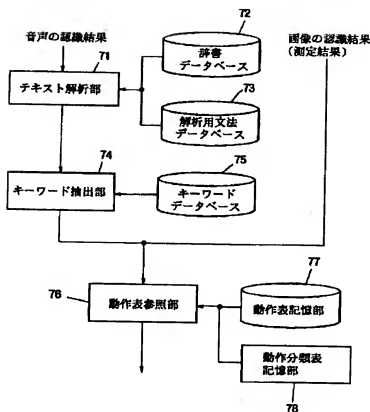 音声の認識結果
画像の認識結果
(測定結果)
71
テキスト解析部
72
辞書
データベース
73
解析用文法
データベース
74
キーワード抽出部
75
キーワード
データベース
76
動作表参照部
77
動作表記憶部
動作分類表
記憶部
78